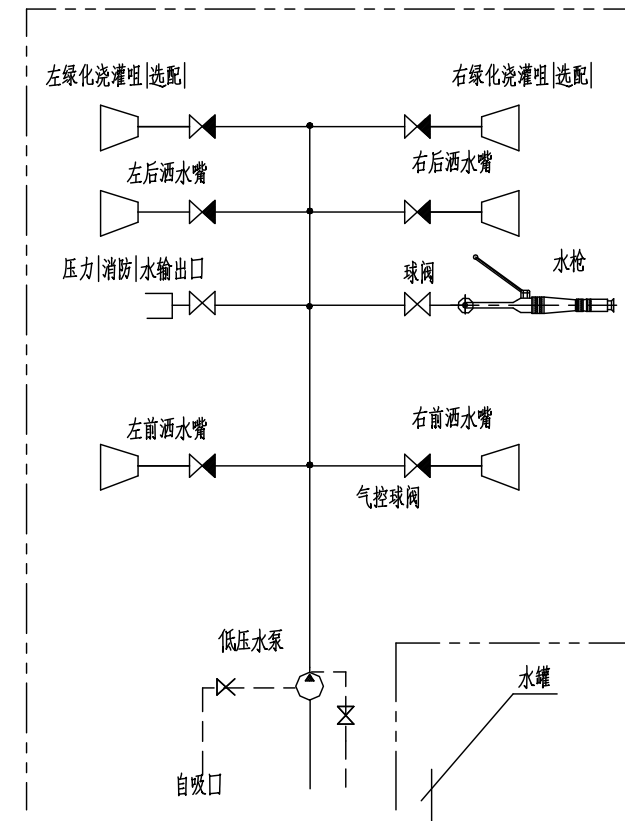 左绿化浇灌咀|选配|
右绿化浇灌咀|选配|
左后洒水嘴
右后洒水嘴
压力|消防|水输出口
球阀
水枪
左前洒水嘴
右前洒水嘴
气控球阀
低压水泵
水罐
自吸口